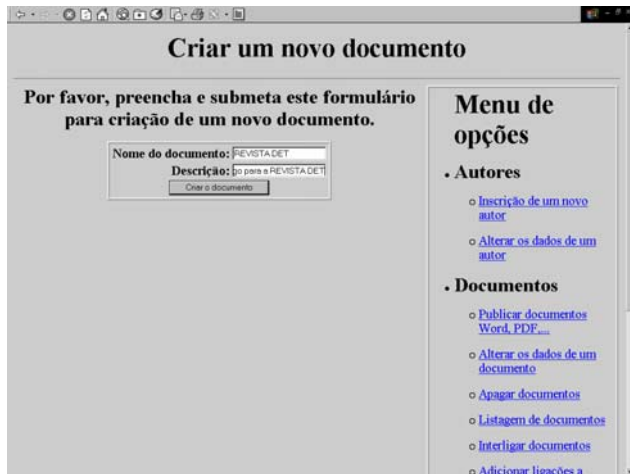 Criar um novo documento
Por favor, preencha e submeta este formulário
para criação de um novo documento.
Nome do documento: REVISTA DET
Descrição: go para a REVISTA DET
Criar o documento
Menu de
opções
• Autores
o Inscrição de um novo
autor
o Alterar os dados de um
autor
• Documentos
o Publicar documentos
Word, PDF,...
o Alterar os dados de um
documento
o Apagar documentos
o Listagem de documentos
o Interligar documentos
o Adicionar ligações a